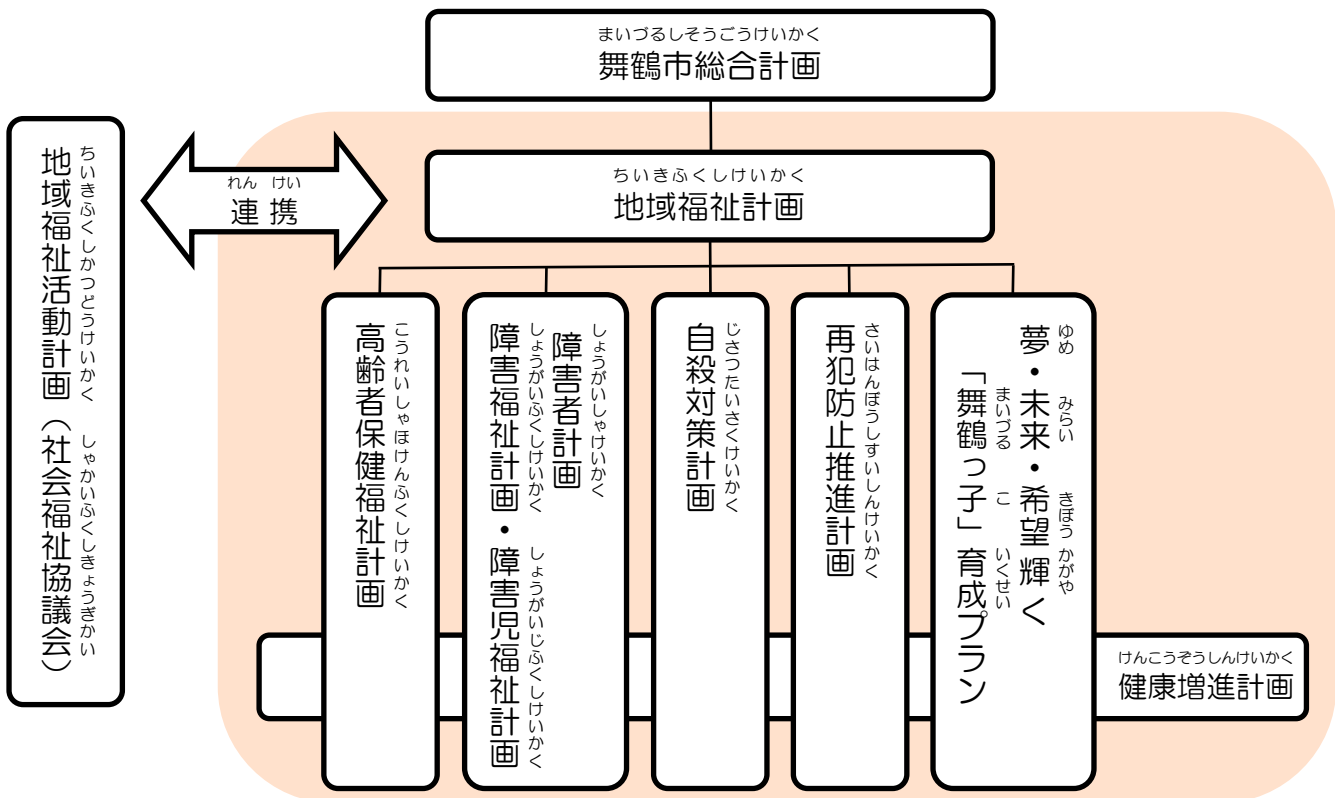 まいづるしそうごうけいかく
舞鶴市総合計画
ちいきふくしかつどうけいかく しゃかいふくしきょうぎかい
地域福祉活動計画（社会福祉協議会）
れん けい
連 携
ちいきふくしけいかく
地域福祉計画
こうれいしゃほけんふくしけいかく
高齢者保健福祉計画
しょうがいしゃけいかく
障害者計画
しょうがいふくしけいかく しょうがいじふくしけいかく
障害福祉計画・障害児福祉計画
じさつたいさくけいかく
自殺対策計画
さいはんぼうしすいしんけいかく
再犯防止推進計画
ゆめ みらい きぼう かがや
夢・未来・希望 輝く
まいづる こ いくせい
「舞鶴っ子」育成プラン
けんこうぞうしんけいかく
健康増進計画